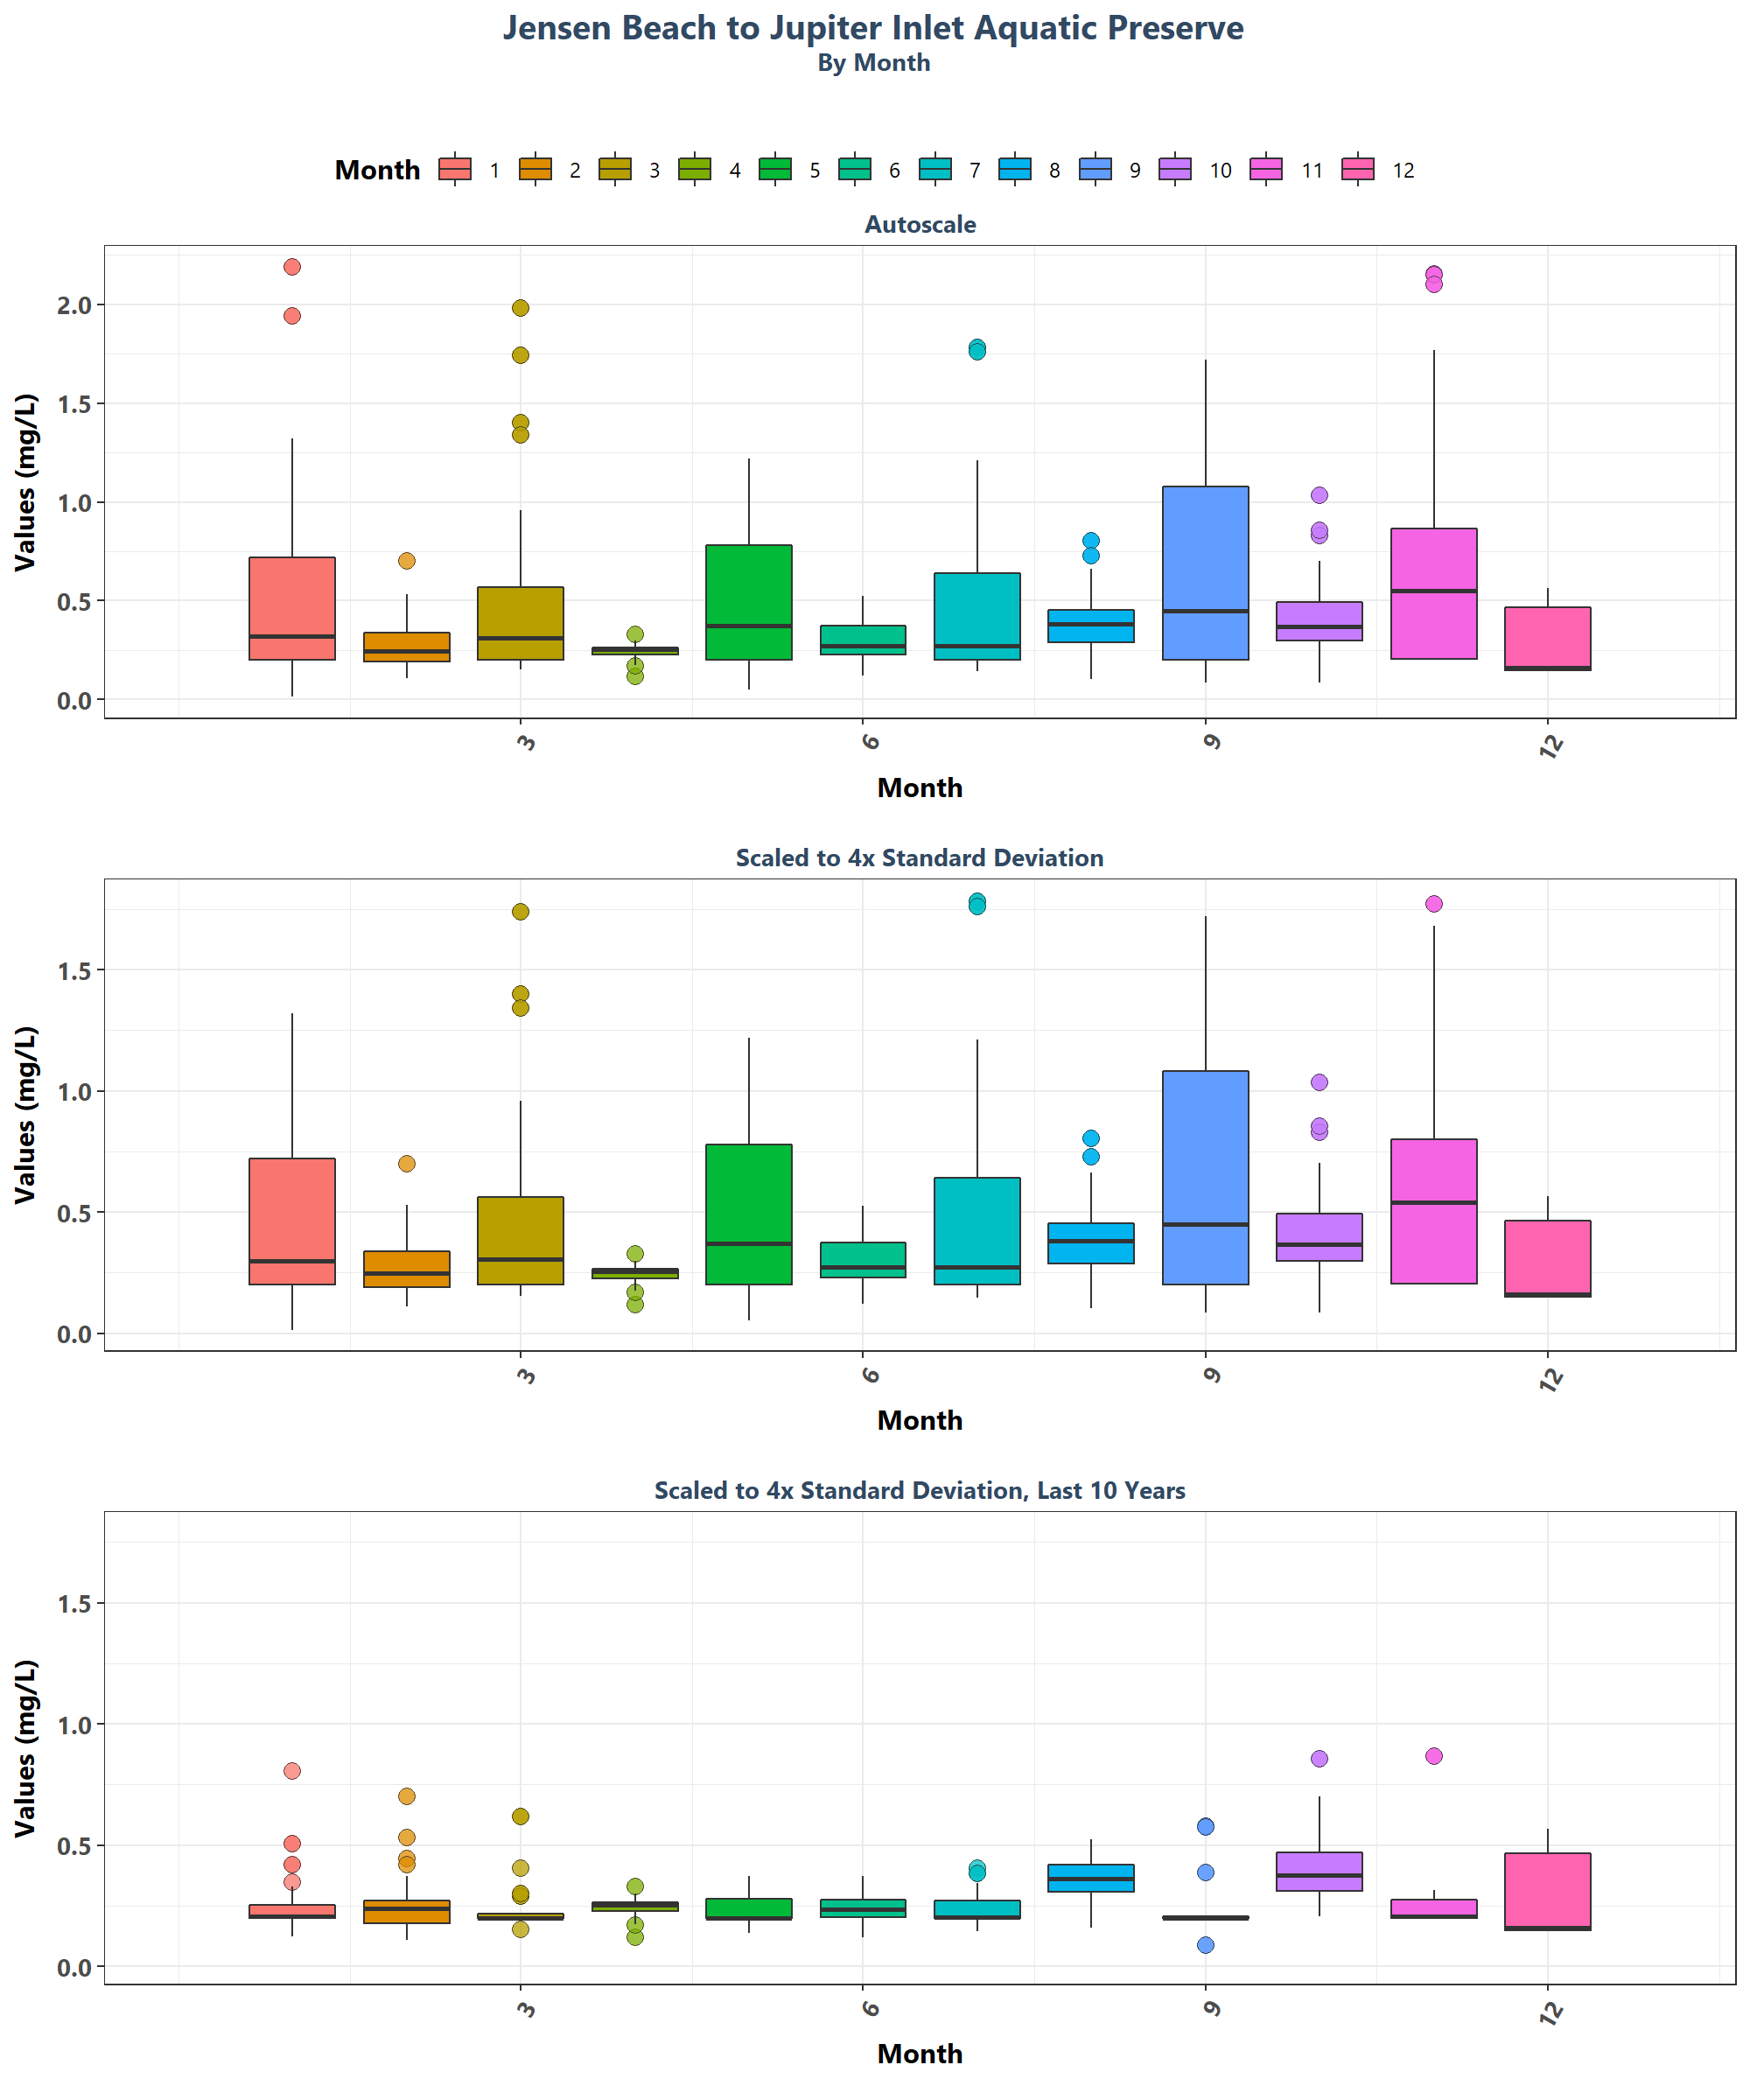 Jensen Beach to Jupiter Inlet Aquatic Preserve
By Month
Month 1 2 3 4 5 6 7 8 9 10 11 12
Autoscale
Values (mg/L)
2.0
1.5
1.0
0.5
0.0
3 6 9 12
Month
Scaled to 4x Standard Deviation
Values (mg/L)
1.5
1.0
0.5
0.0
3 6 9 12
Month
Scaled to 4x Standard Deviation, Last 10 Years
Values (mg/L)
1.5
1.0
0.5
0.0
3 6 9 12
Month